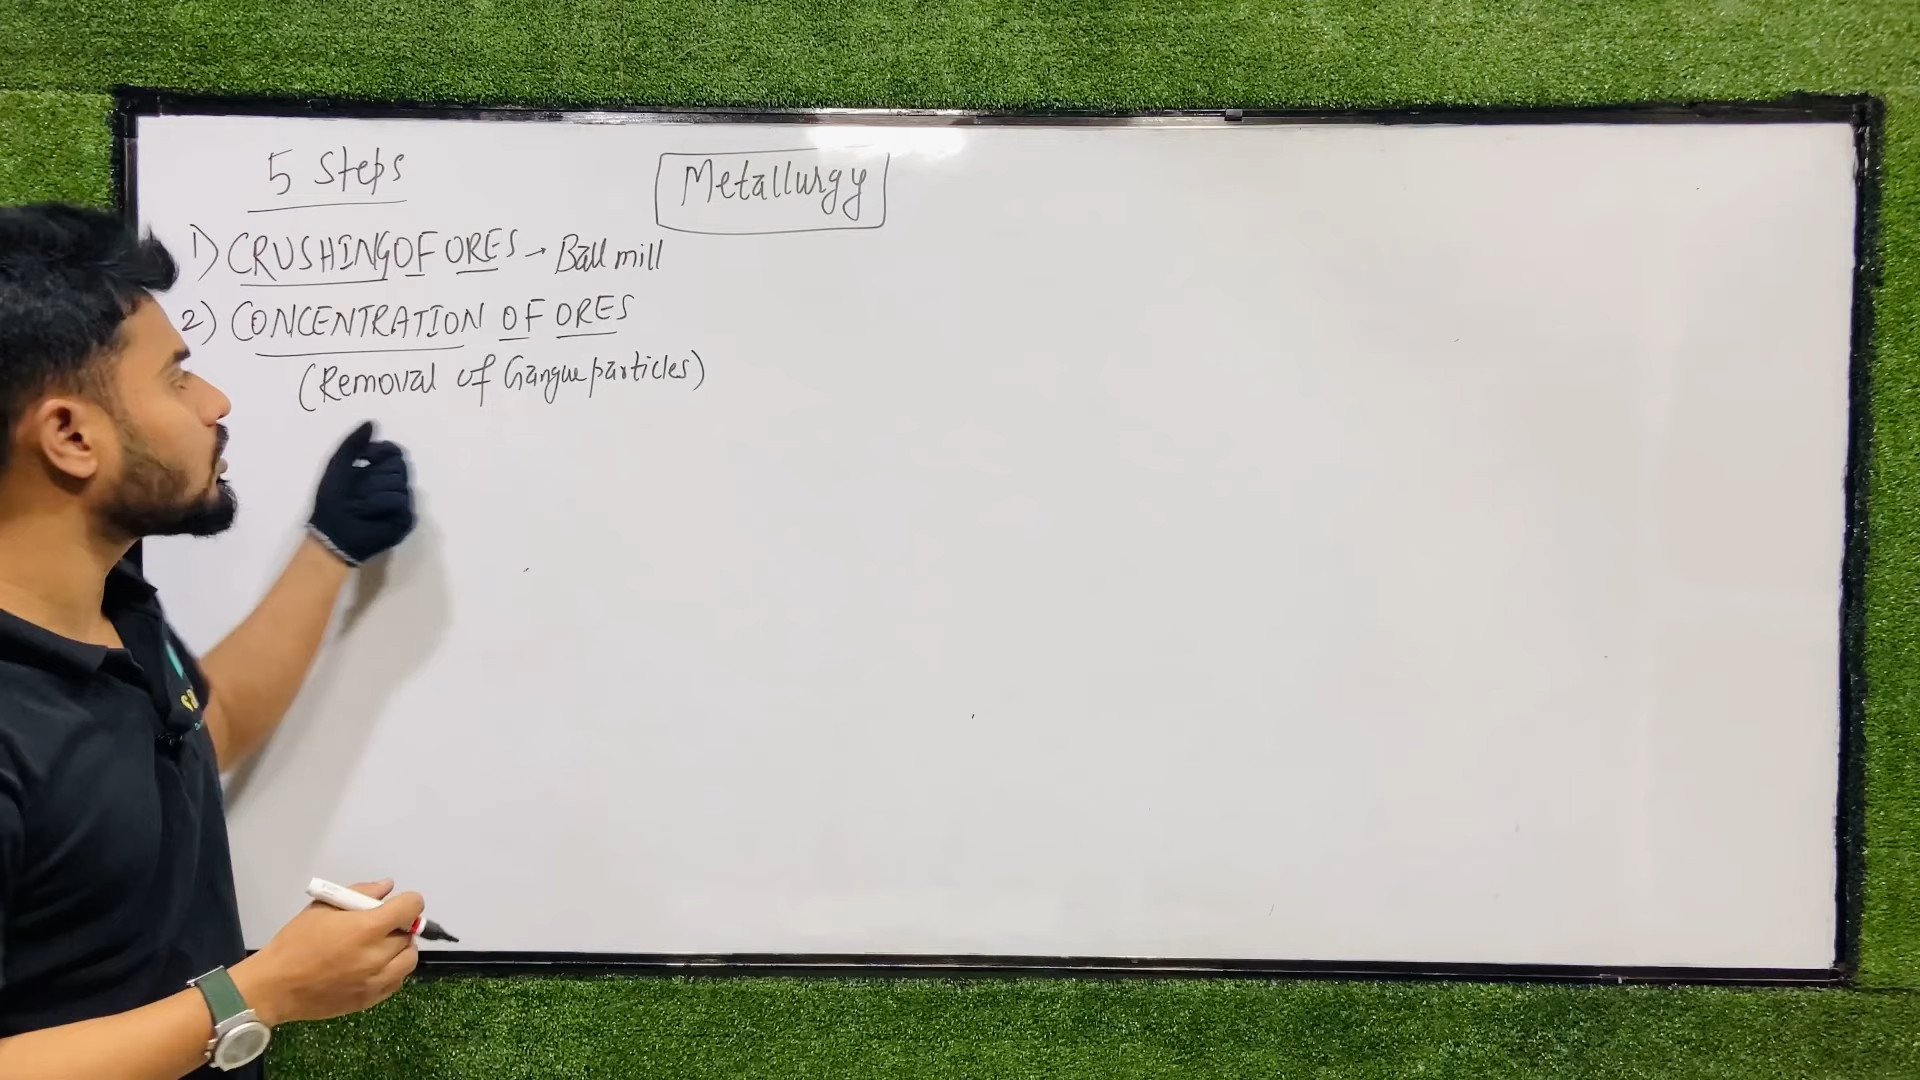 5 Steps
Metallurgy
1) CRUSHING OF ORES → Ball mill
2) CONCENTRATION OF ORES
(Removal of Gangue particles)